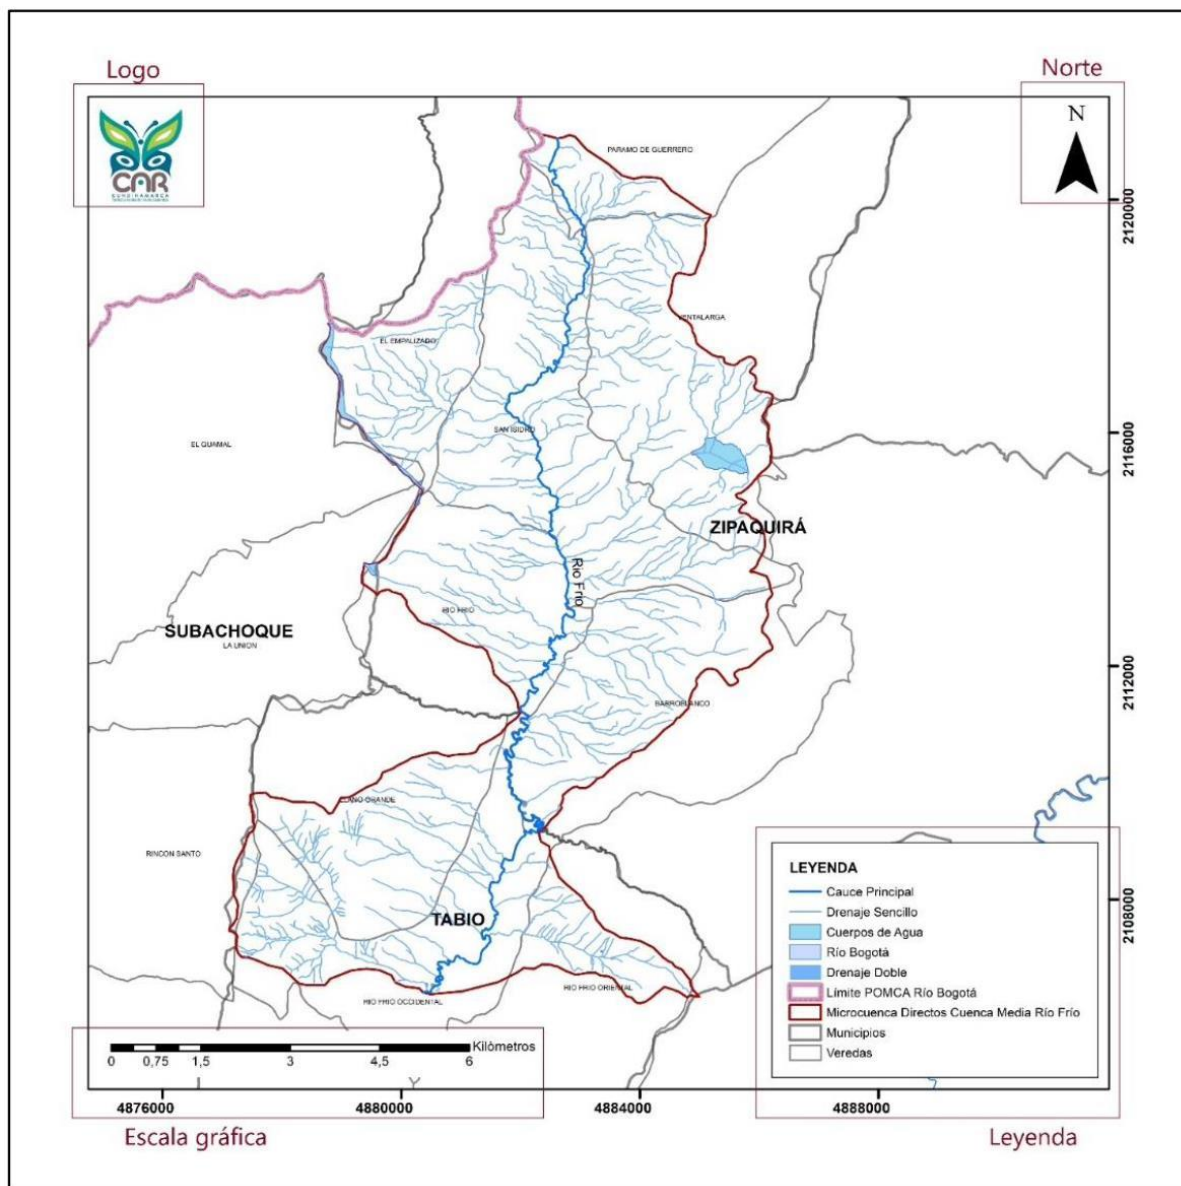 Logo
Norte
CAR
N
PARAMO DE GUERRERO
2120000
VENTALARGA
EL EMPALIZADO
SAN ISIDRO
EL GUAMAL
2116000
ZIPAQUIRÁ
Rio Frío
RIO FRIO
SUBACHOQUE
LA UNION
2112000
BARROBLANCO
LLANO GRANDE
RINCON SANTO
TABIO
2108000
RIO FRIO OCCIDENTAL
RIO FRIO ORIENTAL
LEYENDA
Cauce Principal
Drenaje Sencillo
Cuerpos de Agua
Río Bogotá
Drenaje Doble
Límite POMCA Río Bogotá
Microcuenca Directos Cuenca Media Río Frío
Municipios
Veredas
Kilómetros
0 0,75 1,5 3 4,5 6
4876000 4880000 4884000 4888000
Escala gráfica
Leyenda